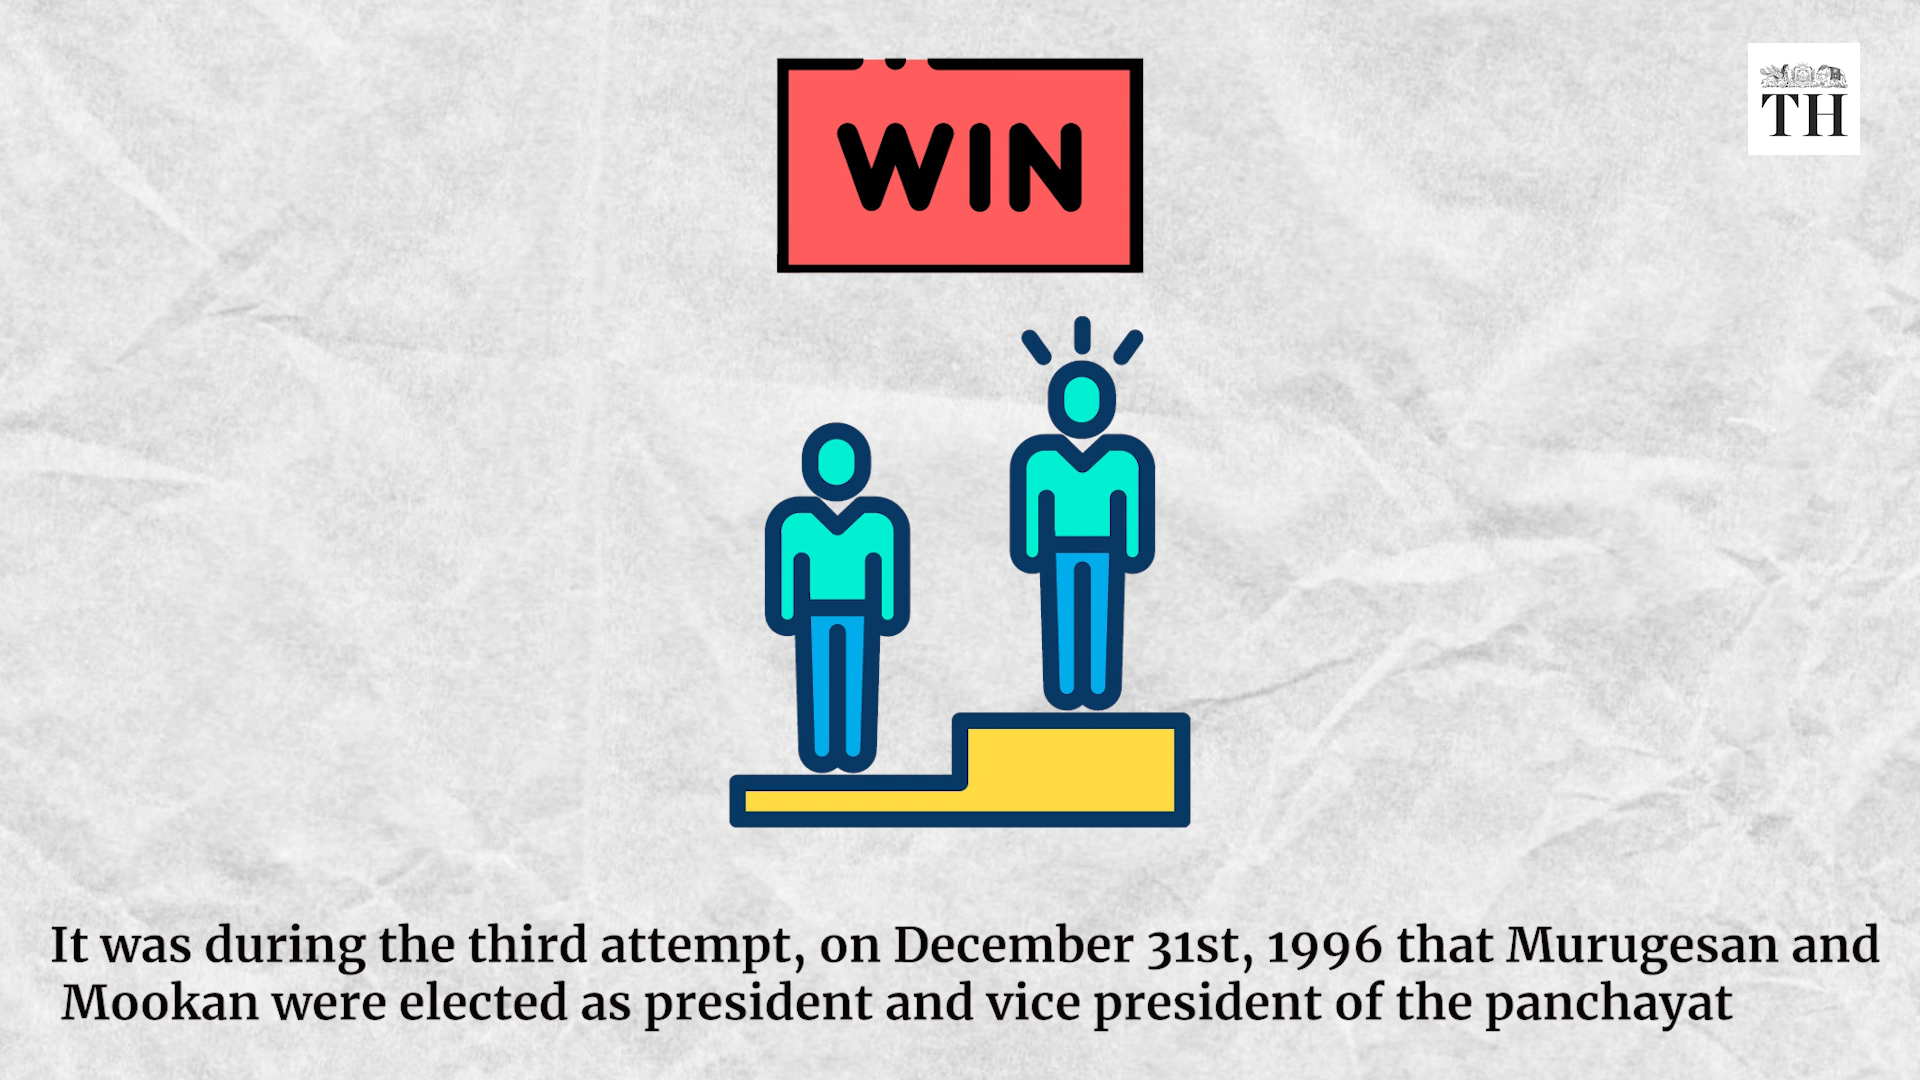 WIN
TH
It was during the third attempt, on December 31st, 1996 that Murugesan and
Mookan were elected as president and vice president of the panchayat